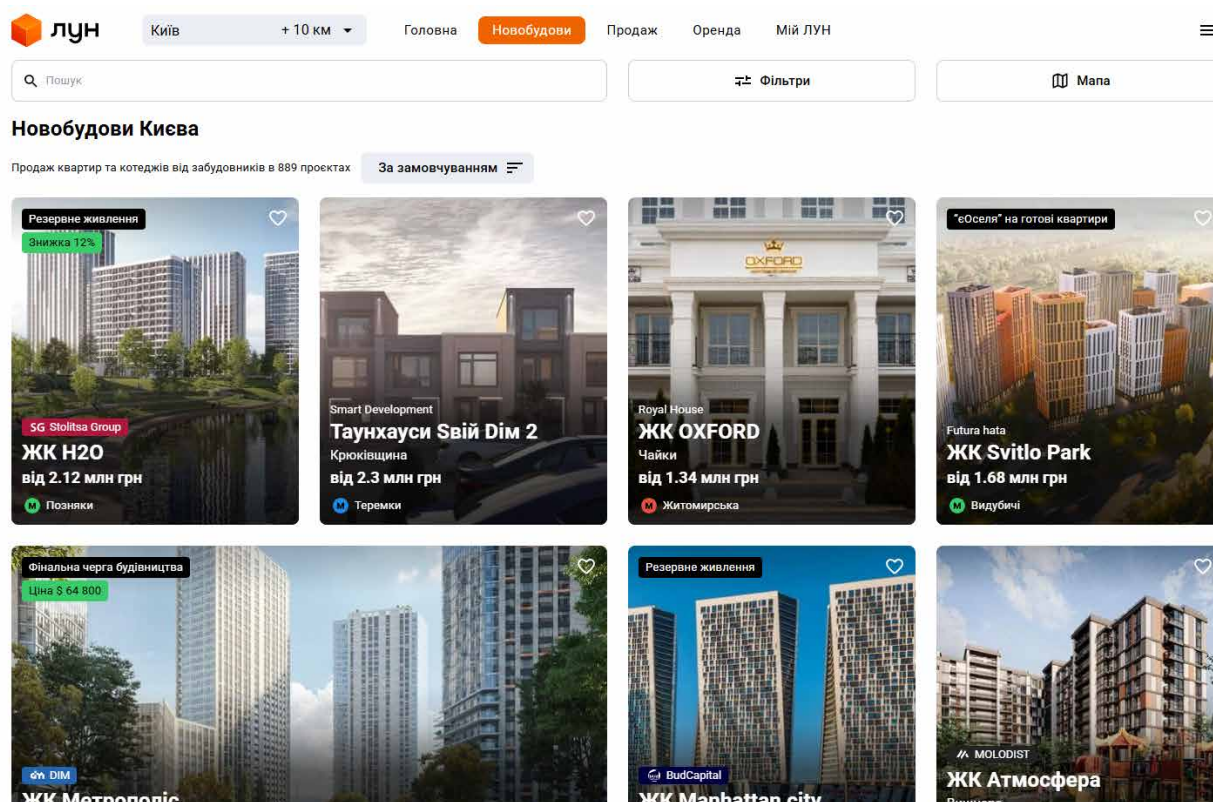 лун
Київ + 10 км
Головна Новобудови Продаж Оренда Мій ЛУН
Пошук
Фільтри
Мапа
Новобудови Києва
Продаж квартир та котеджів від забудовників в 889 проєктах За замовчуванням
Резервне живлення
Знижка 12%
SG Stolitsa Group
ЖК H2O
від 2.12 млн грн
М Позняки
Smart Development
Таунхауси Sвій Dім 2
Крюківщина
від 2.3 млн грн
М Теремки
OXFORD
Royal House
ЖК OXFORD
Чайки
від 1.34 млн грн
М Житомирська
“єОселя” на готові квартири
Futura hata
ЖК Svitlo Park
від 1.68 млн грн
М Видубичі
Фінальна черга будівництва
Ціна $ 64 800
DIM
ЖК Метрополіс
Резервне живлення
BudCapital
ЖК Manhattan city
MOLODIST
ЖК Атмосфера